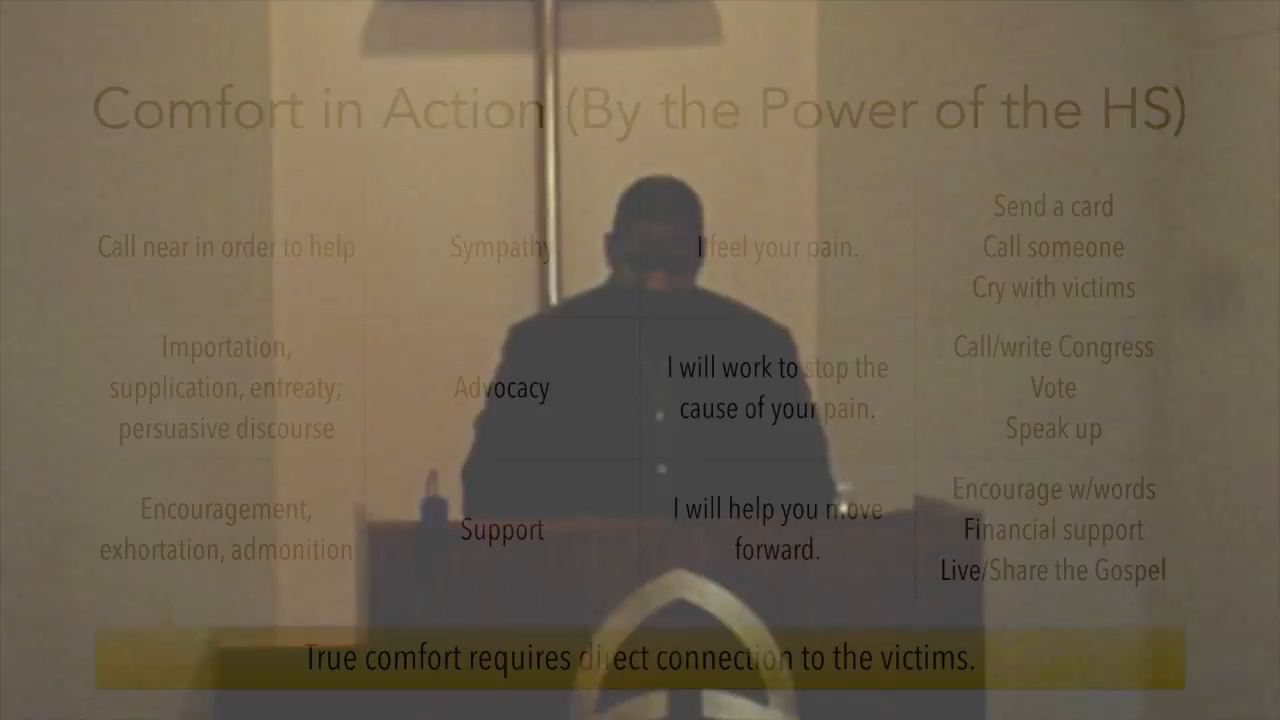 Comfort in Action (By the Power of the HS)
Call near in order to help
Sympathy
I feel your pain.
Send a card
Call someone
Cry with victims
Importation,
supplication, entreaty;
persuasive discourse
Advocacy
I will work to stop the
cause of your pain.
Call/write Congress
Vote
Speak up
Encouragement,
exhortation, admonition
Support
I will help you move
forward.
Encourage w/words
Financial support
Live/Share the Gospel
True comfort requires direct connection to the victims.